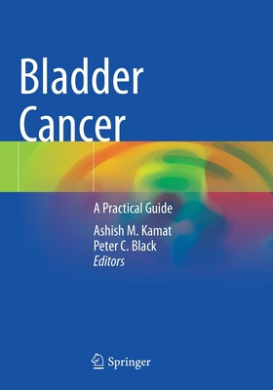 Bladder
Cancer
A Practical Guide
Ashish M. Kamat
Peter C. Black
Editors
Springer